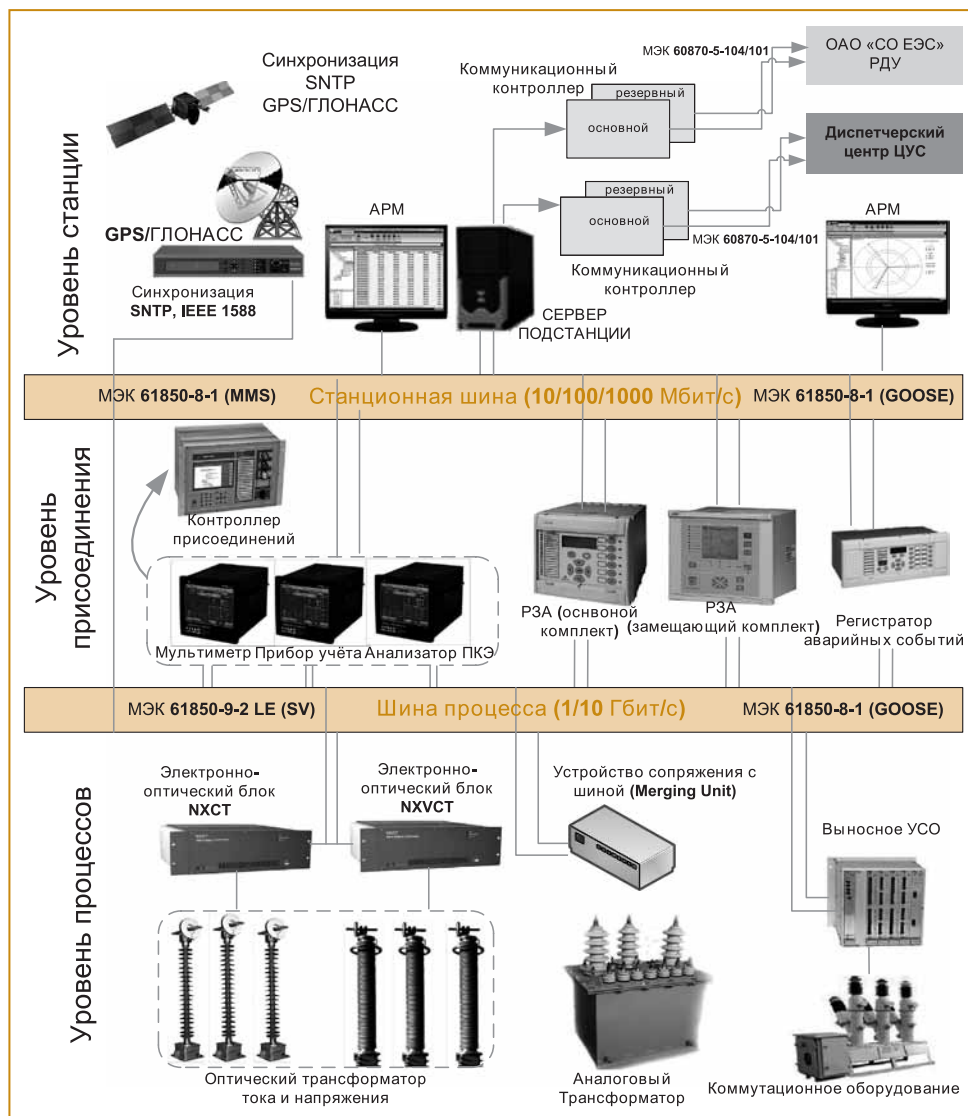 Уровень станции
Синхронизация
SNTP
GPS/ГЛОНАСС
GPS/ГЛОНАСС
Синхронизация
SNTP, IEEE 1588
АРМ
СЕРВЕР
ПОДСТАНЦИИ
Коммуникационный
контроллер
резервный
основной
МЭК 60870-5-104/101
ОАО «СО ЕЭС»
РДУ
Диспетчерский
центр ЦУС
резервный
основной
МЭК 60870-5-104/101
Коммуникационный
контроллер
АРМ
МЭК 61850-8-1 (MMS)
Станционная шина (10/100/1000 Мбит/с)
МЭК 61850-8-1 (GOOSE)
Уровень
присоединения
Контроллер
присоединений
Мультиметр
Прибор учёта
Анализатор ПКЭ
РЗА (оснвоной
комплект)
РЗА
(замещающий комплект)
Регистратор
аварийных событий
МЭК 61850-9-2 LE (SV)
Шина процесса (1/10 Гбит/с)
МЭК 61850-8-1 (GOOSE)
Уровень процессов
Электронно-
оптический блок
NXCT
Электронно-
оптический блок
NXVCT
Устройство сопряжения с
шиной (Merging Unit)
Выносное УСО
Оптический трансформатор
тока и напряжения
Аналоговый
Трансформатор
Коммутационное оборудование